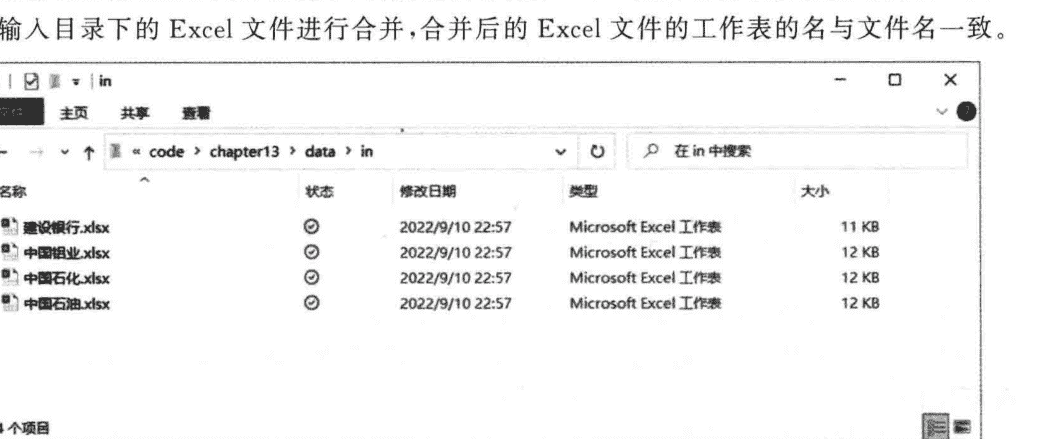 输入目录下的 Excel 文件进行合并,合并后的 Excel 文件的工作表的名与文件名一致。
in
主页 共享 查看
« code › chapter13 › data › in 在 in 中搜索
名称 状态 修改日期 类型 大小
建设银行.xlsx 2022/9/10 22:57 Microsoft Excel 工作表 11 KB
中国铝业.xlsx 2022/9/10 22:57 Microsoft Excel 工作表 12 KB
中国石化.xlsx 2022/9/10 22:57 Microsoft Excel 工作表 12 KB
中国石油.xlsx 2022/9/10 22:57 Microsoft Excel 工作表 12 KB
4 个项目